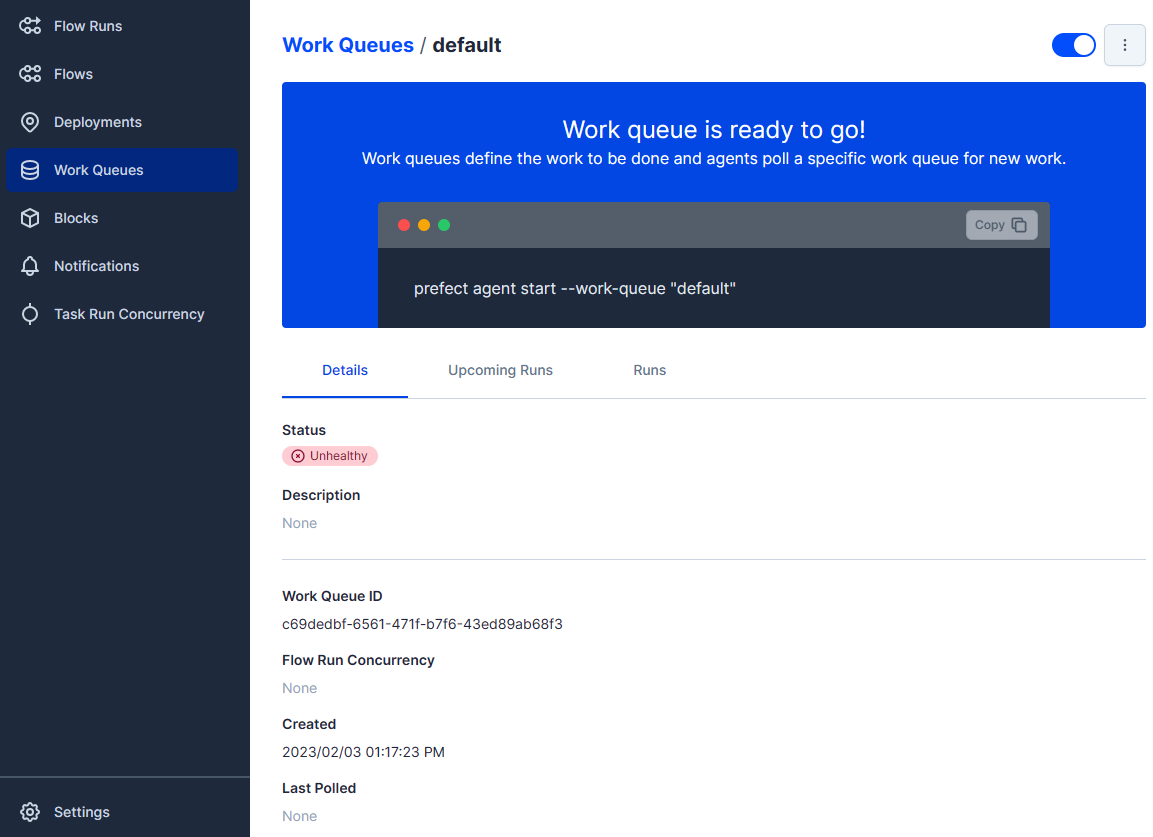 Flow Runs
Flows
Deployments
Work Queues
Blocks
Notifications
Task Run Concurrency
Settings
Work Queues / default
Work queue is ready to go!
Work queues define the work to be done and agents poll a specific work queue for new work.
Copy
prefect agent start --work-queue "default"
Details Upcoming Runs Runs
Status
Unhealthy
Description
None
Work Queue ID
c69dedbf-6561-471f-b7f6-43ed89ab68f3
Flow Run Concurrency
None
Created
2023/02/03 01:17:23 PM
Last Polled
None